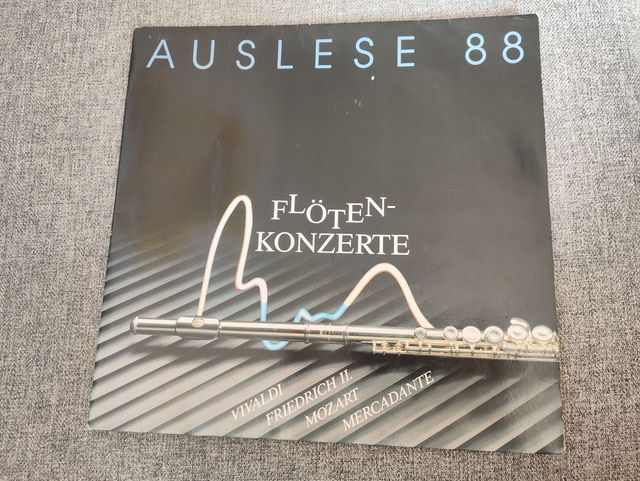 AUSLESE 88
FLÖTEN-
KONZERTE
VIVALDI
FRIEDRICH II.
MOZART
MERCADANTE